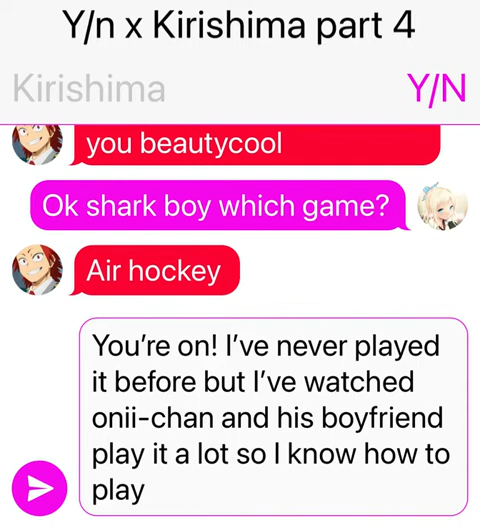 Y/n x Kirishima part 4
Kirishima
Y/N
you beautycool
Ok shark boy which game?
Air hockey
You're on! I've never played
it before but I've watched
onii-chan and his boyfriend
play it a lot so I know how to
play